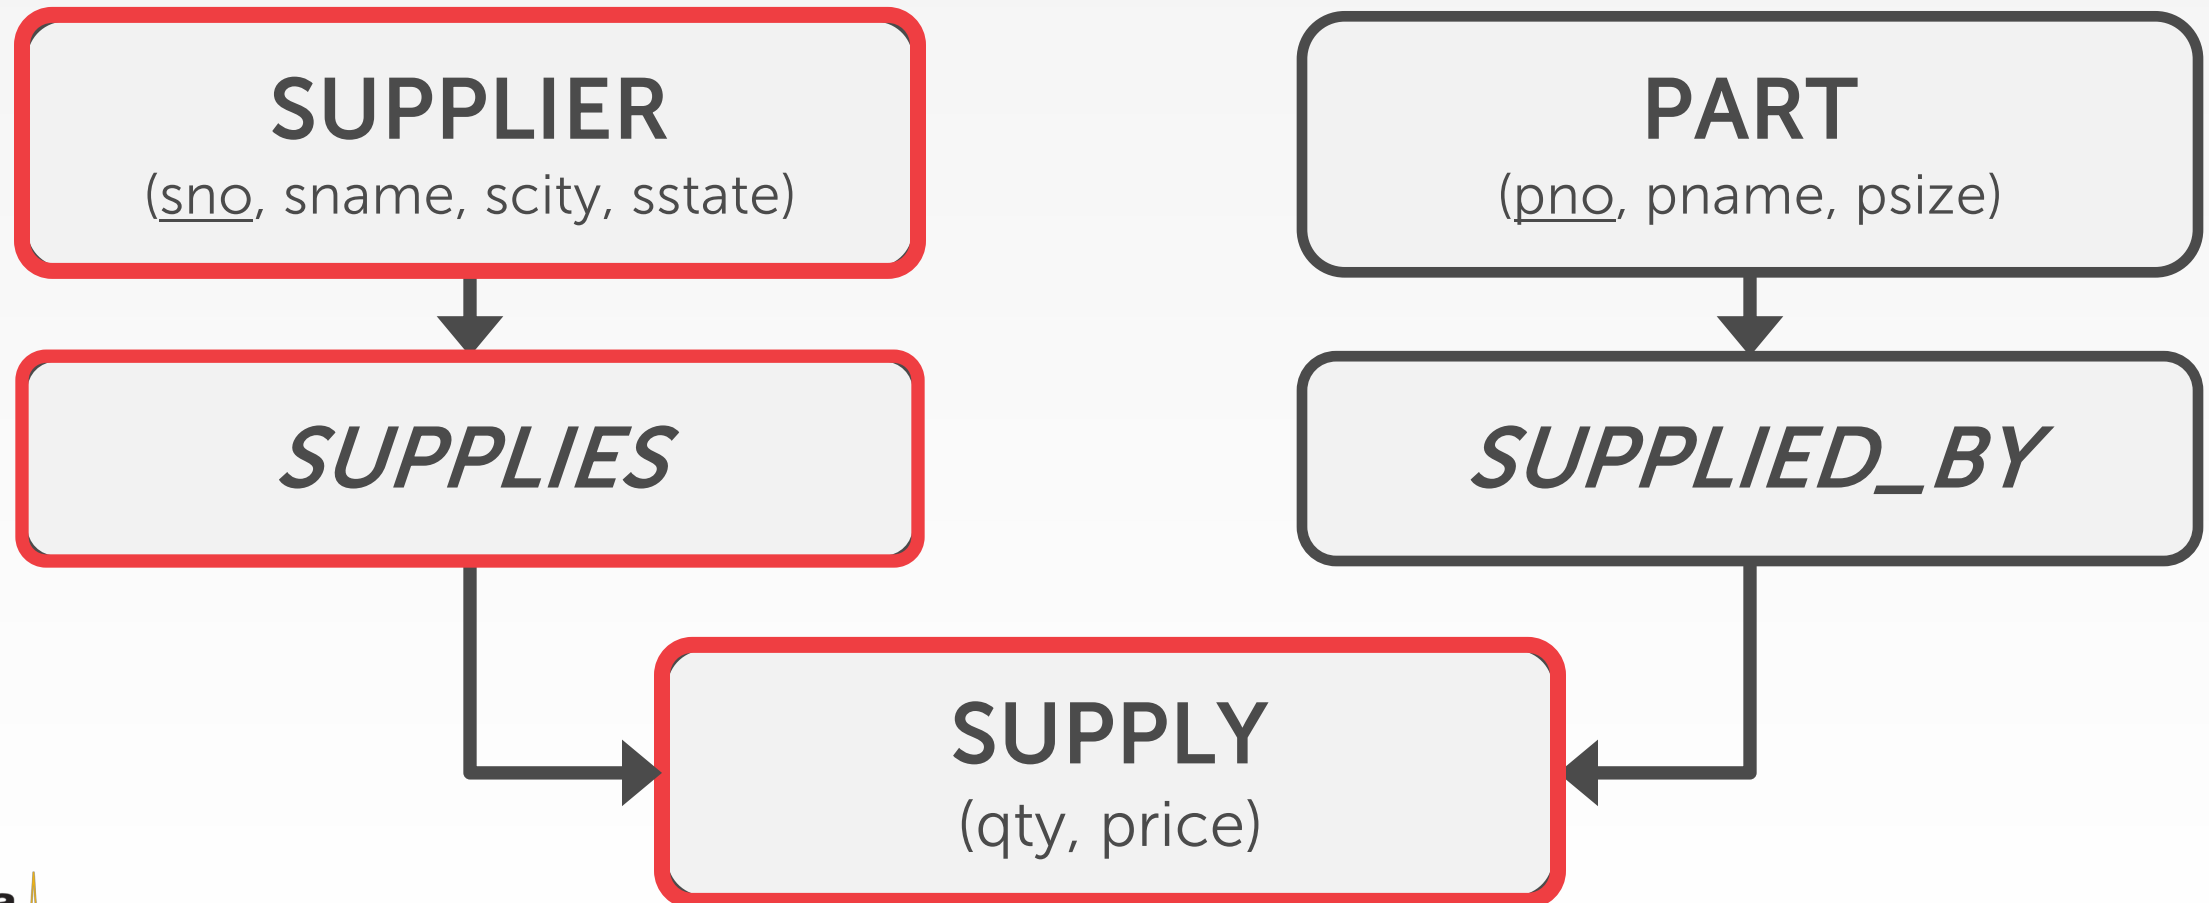 SUPPLIER
(sno, sname, scity, sstate)
PART
(pno, pname, psize)
SUPPLIES
SUPPLIED_BY
SUPPLY
(qty, price)